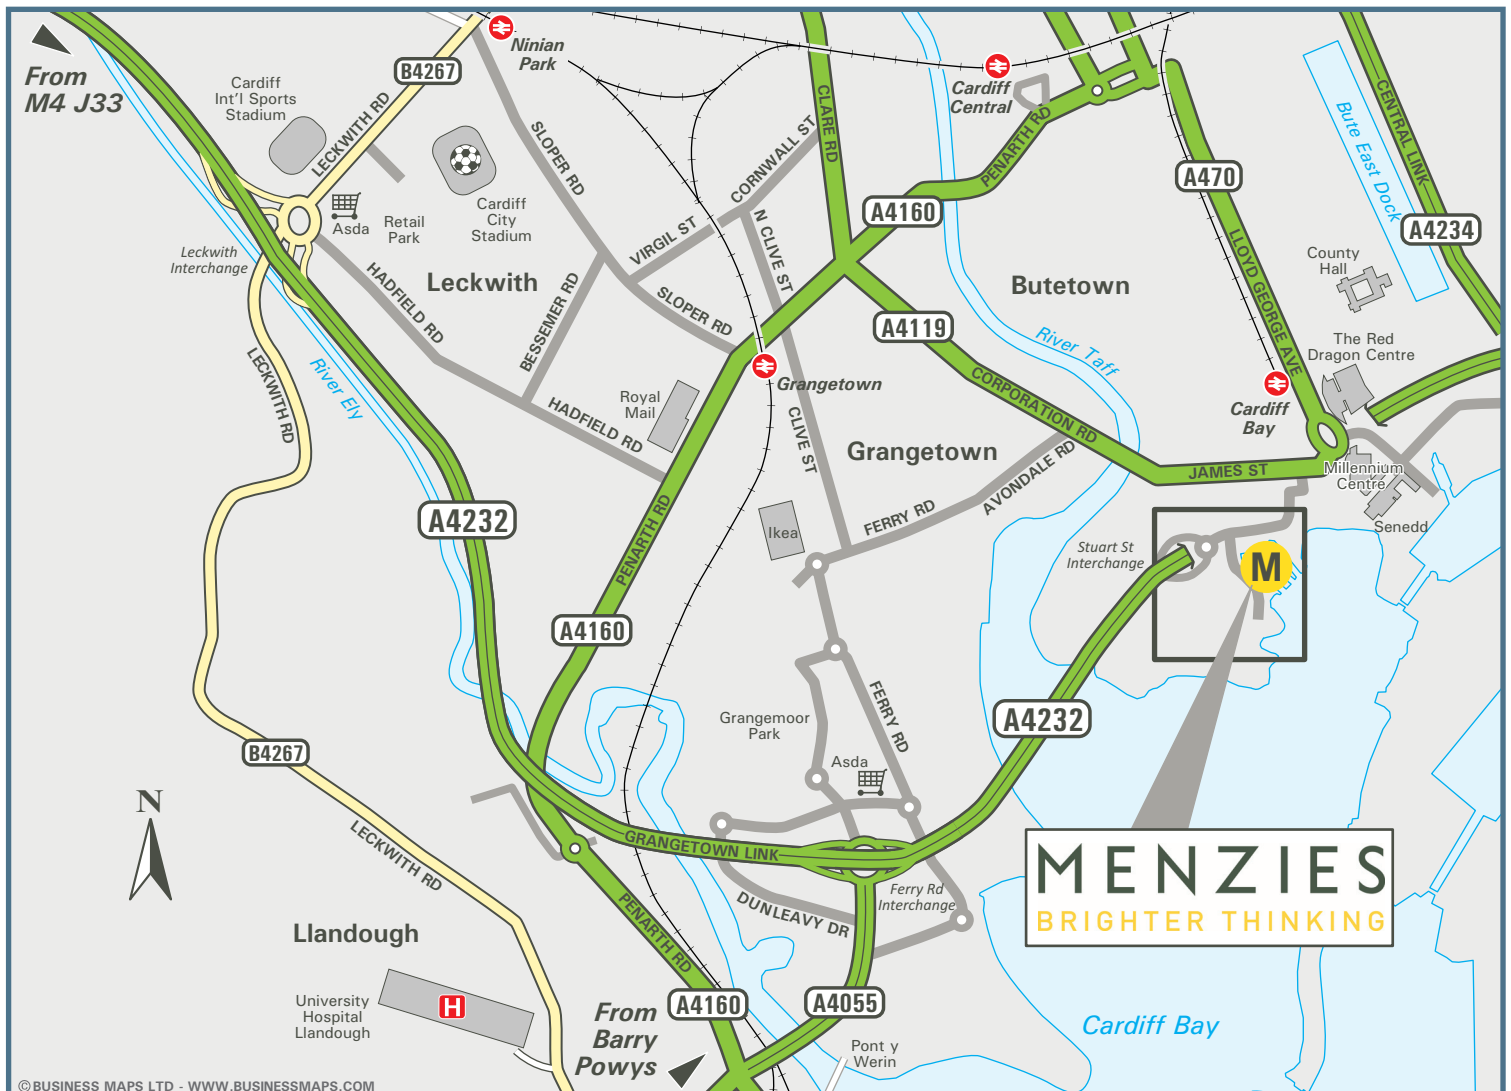 From
M4 J33
Cardiff
Int'l Sports
Stadium
B4267
LECKWITH RD
Ninian
Park
SLOPER RD
Cardiff
City
Stadium
Asda
Retail
Park
Leckwith
Interchange
HADFIELD RD
Leckwith
BESSEMER RD
VIRGIL ST
CORNWALL ST
N CLIVE ST
SLOPER RD
CLARE RD
A4160
PENARTH RD
Cardiff
Central
A470
LLOYD GEORGE AVE
Bute East Dock
CENTRAL LINK
A4234
County
Hall
The Red
Dragon Centre
Butetown
River Taff
A4119
CORPORATION RD
Cardiff
Bay
JAMES ST
Millennium
Centre
Senedd
LECKWITH RD
River Ely
Royal
Mail
HADFIELD RD
Grangetown
CLIVE ST
Grangetown
AVONDALE RD
FERRY RD
Ikea
A4232
PENARTH RD
A4160
Stuart St
Interchange
M
Grangemoor
Park
FERRY RD
Asda
A4232
B4267
N
LECKWITH RD
GRANGETOWN LINK
Ferry Rd
Interchange
DUNLEAVY DR
MENZIES
BRIGHTER THINKING
Llandough
PENARTH RD
University
Hospital
Llandough
H
From
Barry
Powys
A4160
A4055
Pont y
Werin
Cardiff Bay
© BUSINESS MAPS LTD - WWW.BUSINESSMAPS.COM